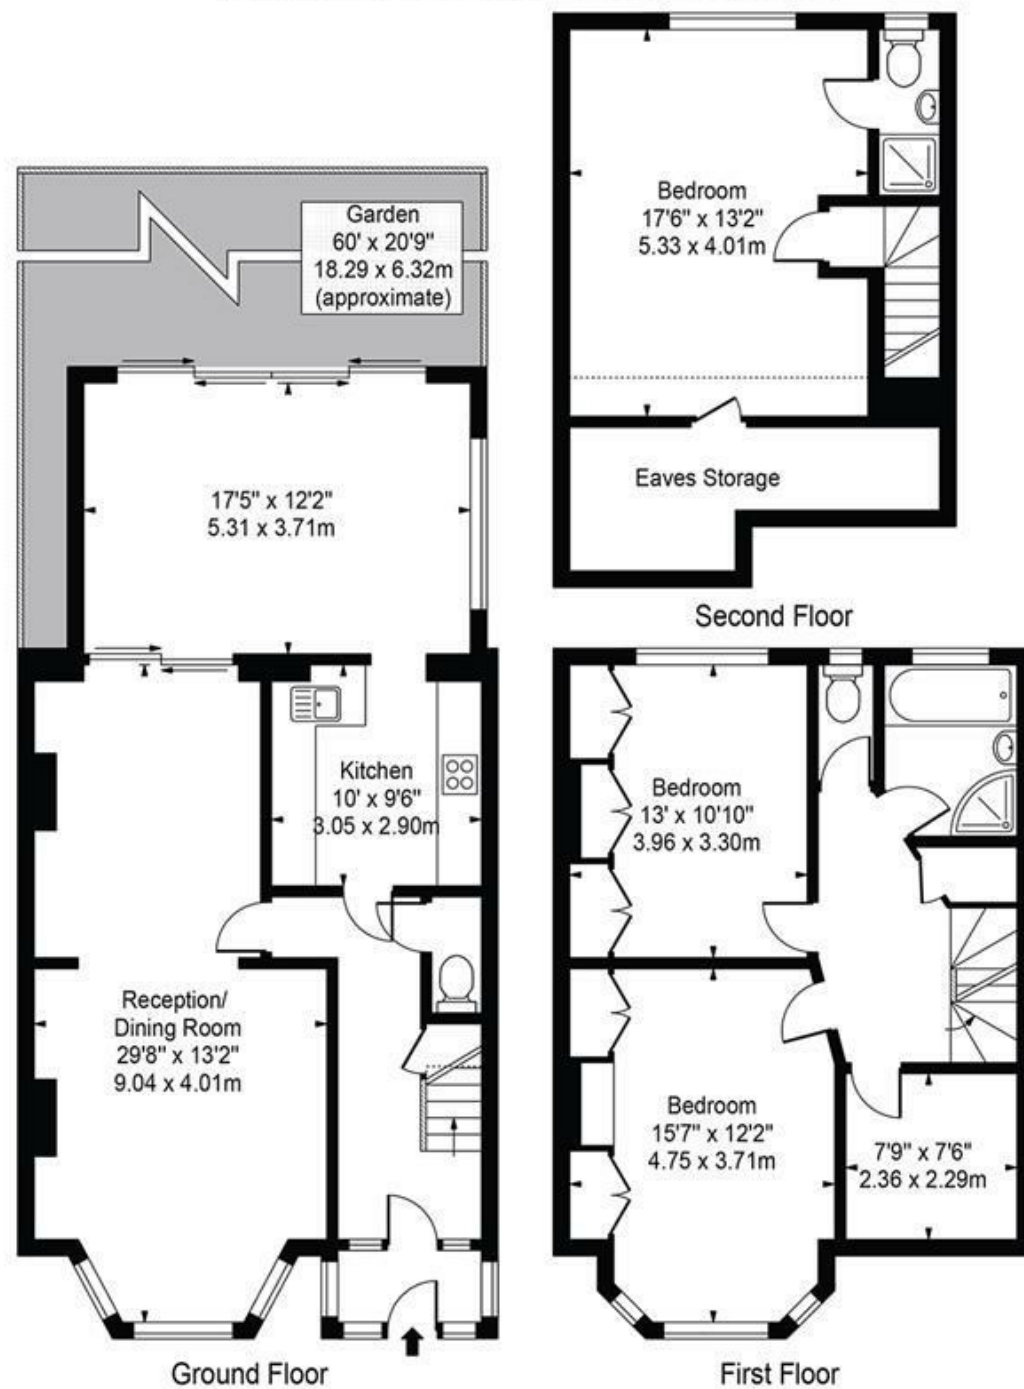 Bedroom
17'6" x 13'2"
5.33 x 4.01m
Eaves Storage
Second Floor
Garden
60' x 20'9"
18.29 x 6.32m
(approximate)
17'5" x 12'2"
5.31 x 3.71m
Kitchen
10' x 9'6"
3.05 x 2.90m
Reception/
Dining Room
29'8" x 13'2"
9.04 x 4.01m
Ground Floor
Bedroom
13' x 10'10"
3.96 x 3.30m
Bedroom
15'7" x 12'2"
4.75 x 3.71m
7'9" x 7'6"
2.36 x 2.29m
First Floor